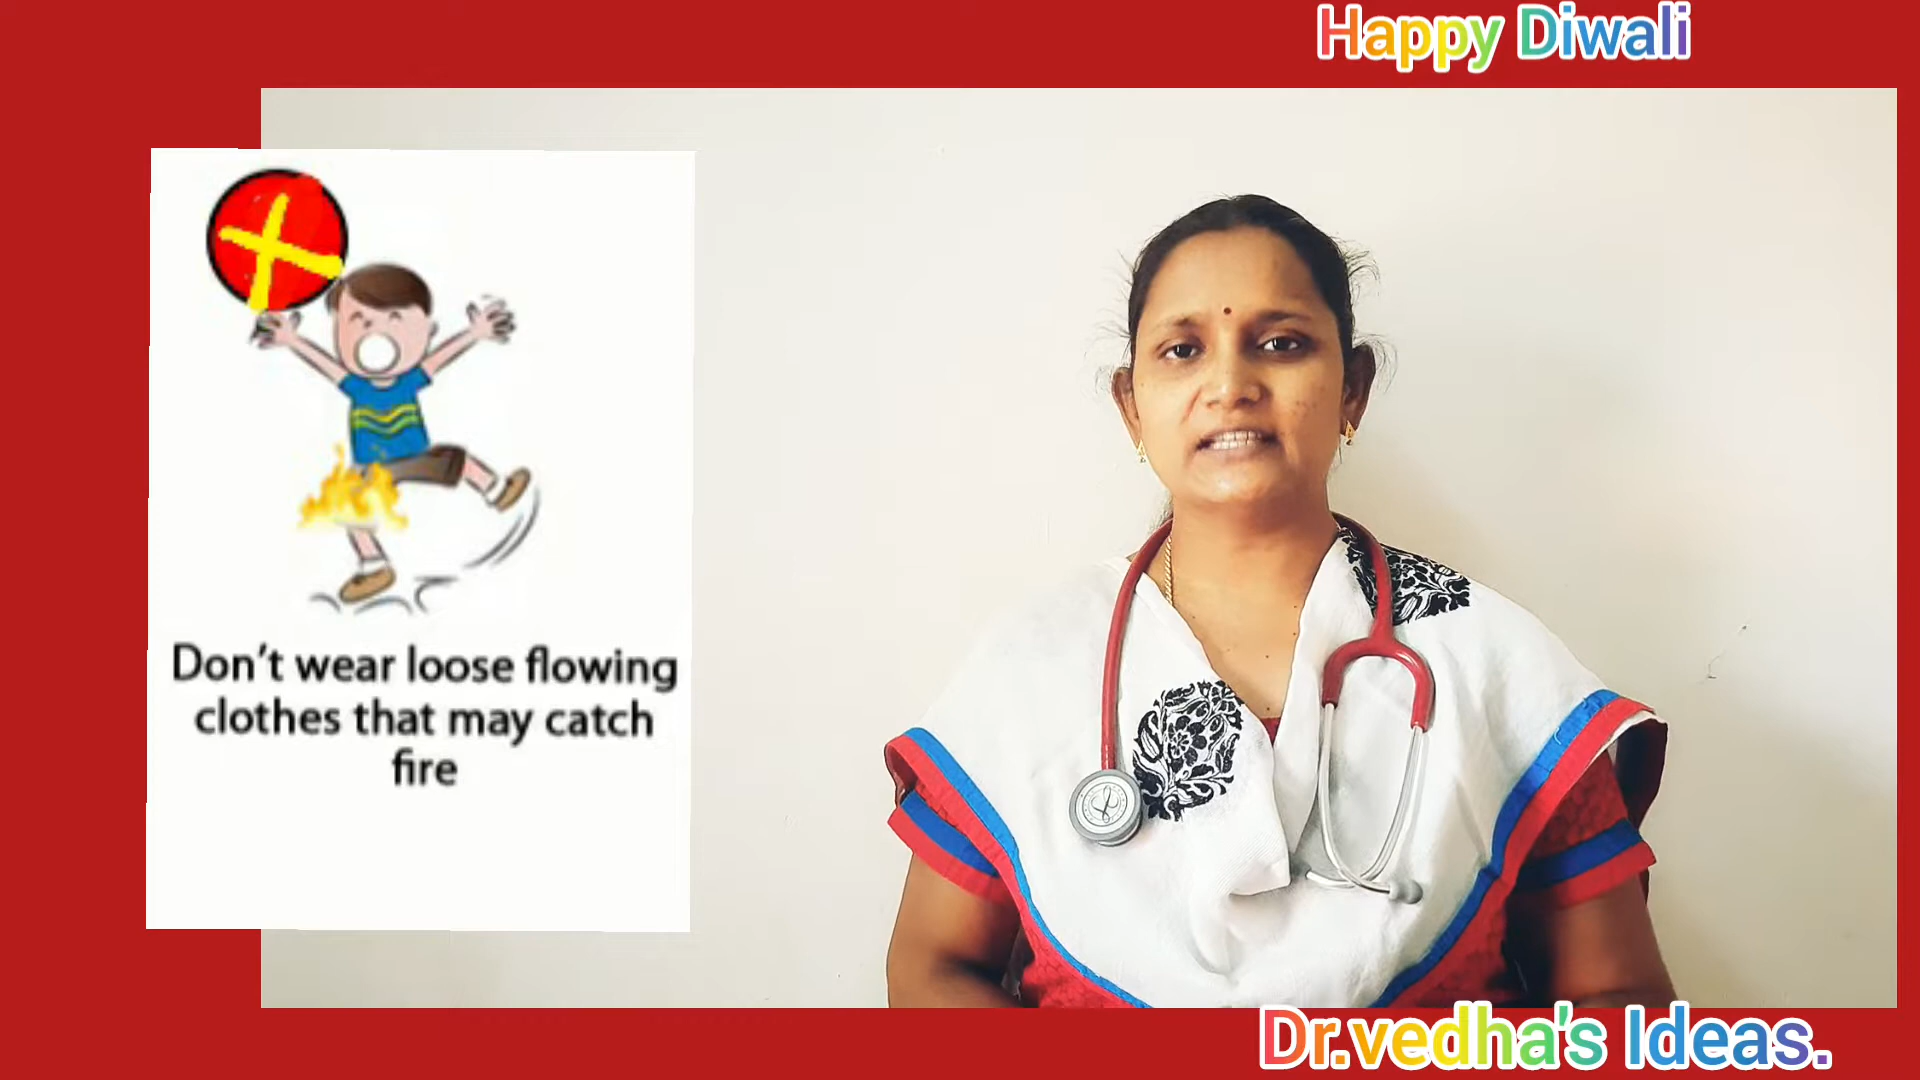 Happy Diwali
Don't wear loose flowing
clothes that may catch
fire
Dr.vedha's Ideas.